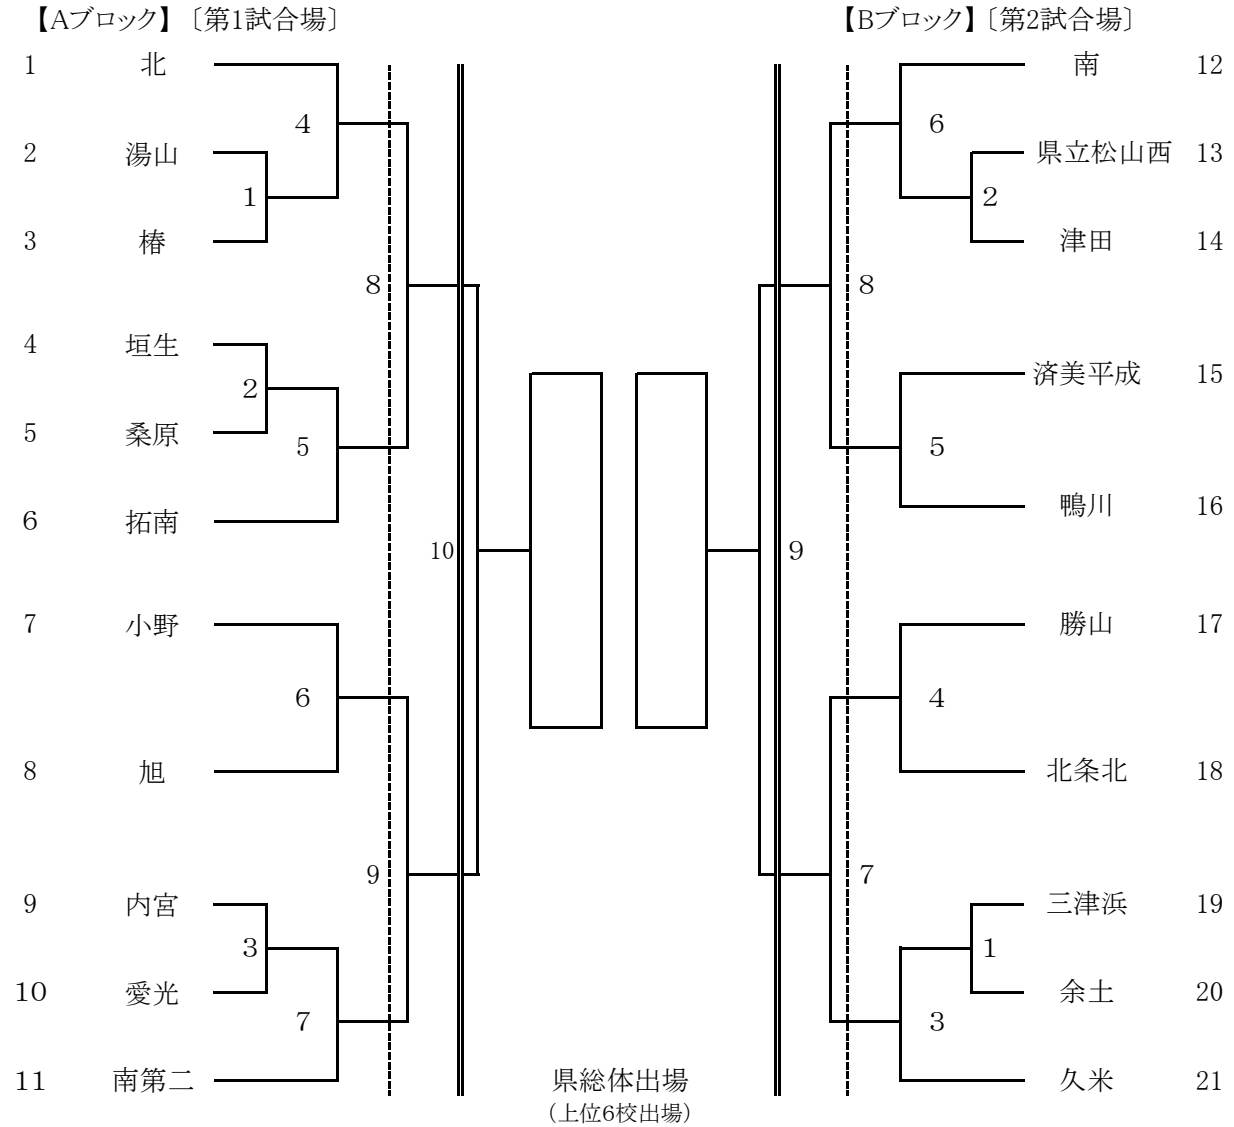 【Aブロック】〔第1試合場〕
【Bブロック】〔第2試合場〕
1 北 南 12
4 6
2 湯山 県立松山西 13
1 2
3 椿 津田 14
8 8
4 垣生
済美平成 15
2
5 桑原
5 5
鴨川 16
6 拓南
10 9
7 小野 勝山 17
6 4
8 旭 北条北 18
9 7
9 内宮 三津浜 19
3 1
10 愛光 余土 20
7 3
11 南第二 久米 21
県総体出場
（上位6校出場）